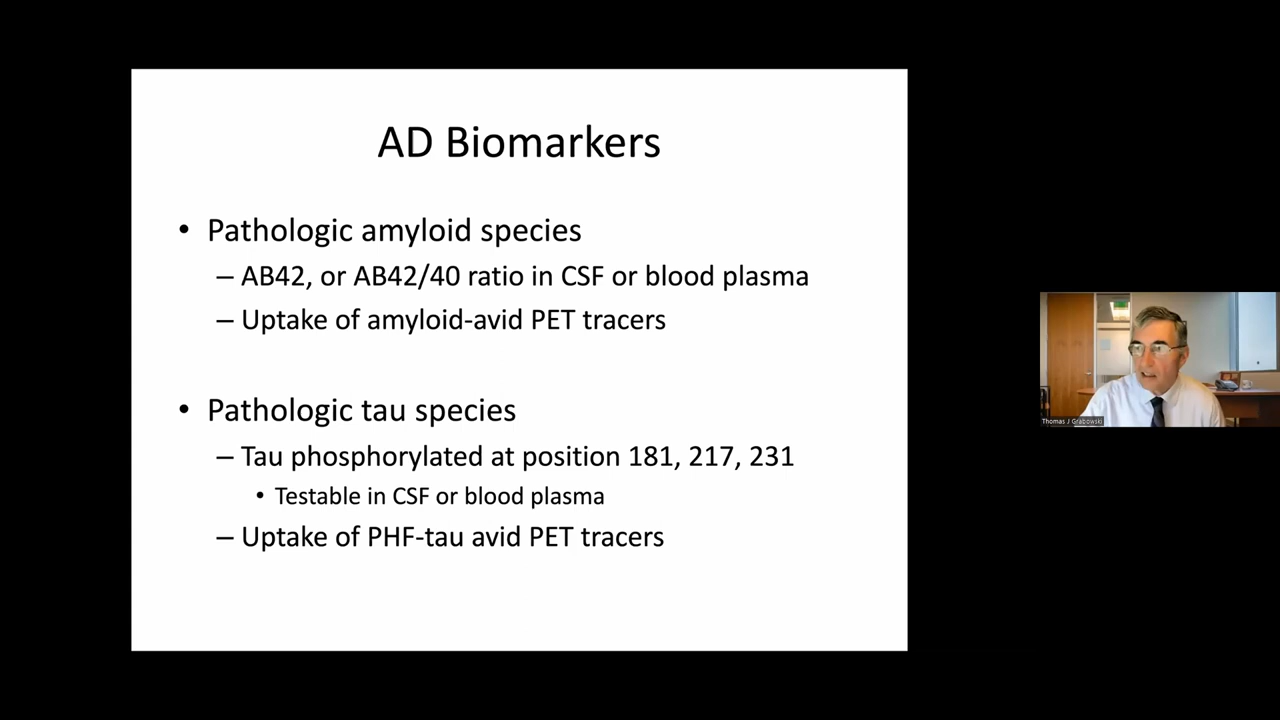 AD Biomarkers
• Pathologic amyloid species
– AB42, or AB42/40 ratio in CSF or blood plasma
– Uptake of amyloid-avid PET tracers
• Pathologic tau species
– Tau phosphorylated at position 181, 217, 231
• Testable in CSF or blood plasma
– Uptake of PHF-tau avid PET tracers
Thomas J Grabowski